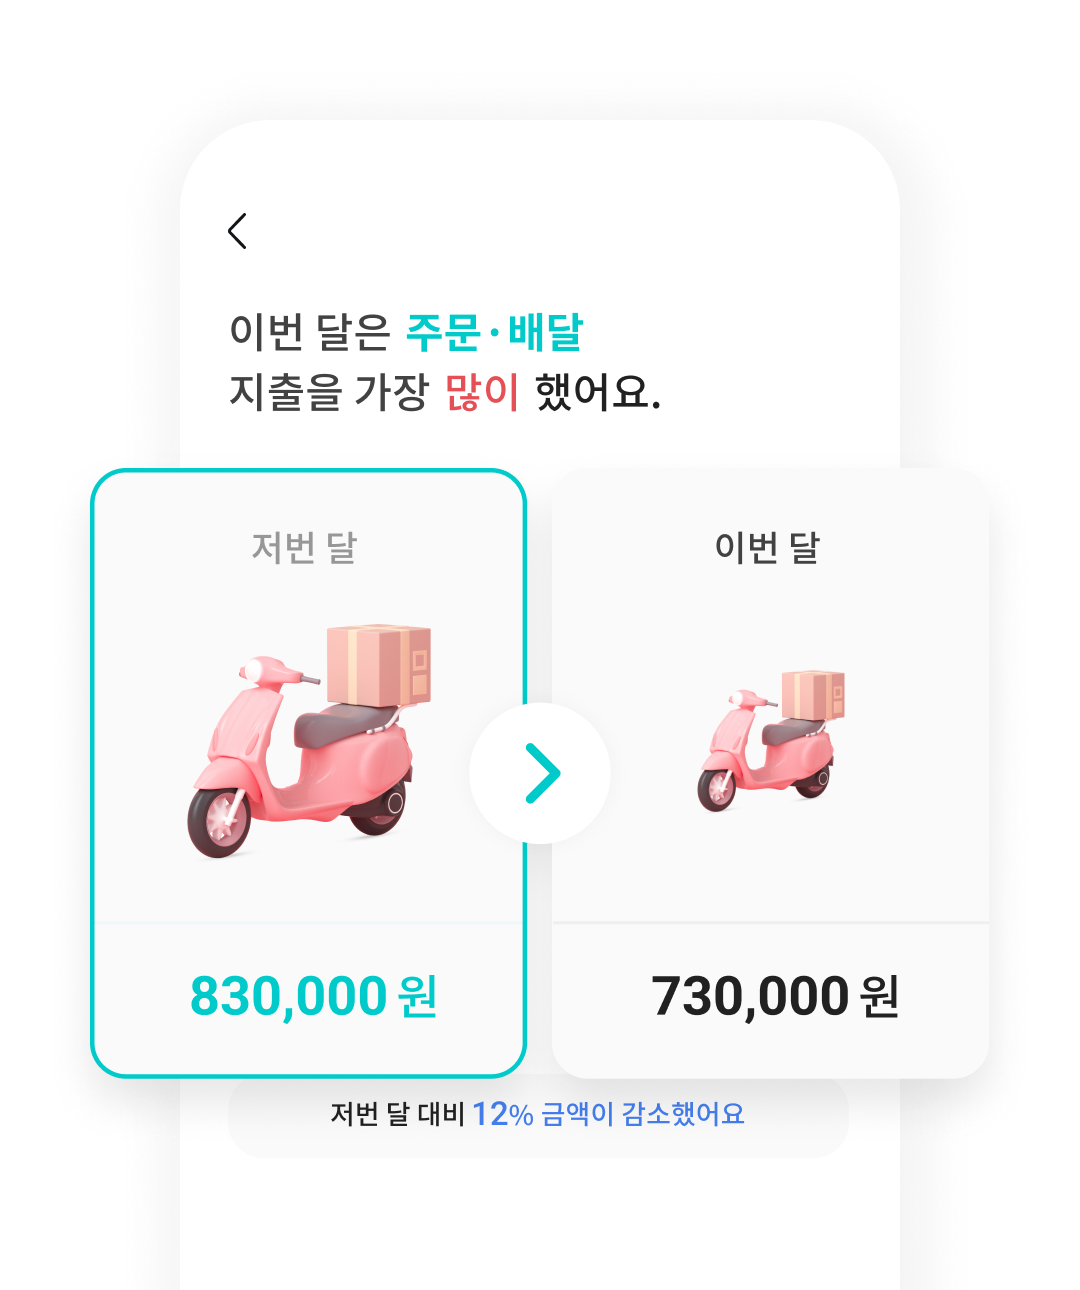 이번 달은 주문·배달
지출을 가장 많이 했어요.
저번 달
이번 달
830,000 원
730,000 원
저번 달 대비 12% 금액이 감소했어요